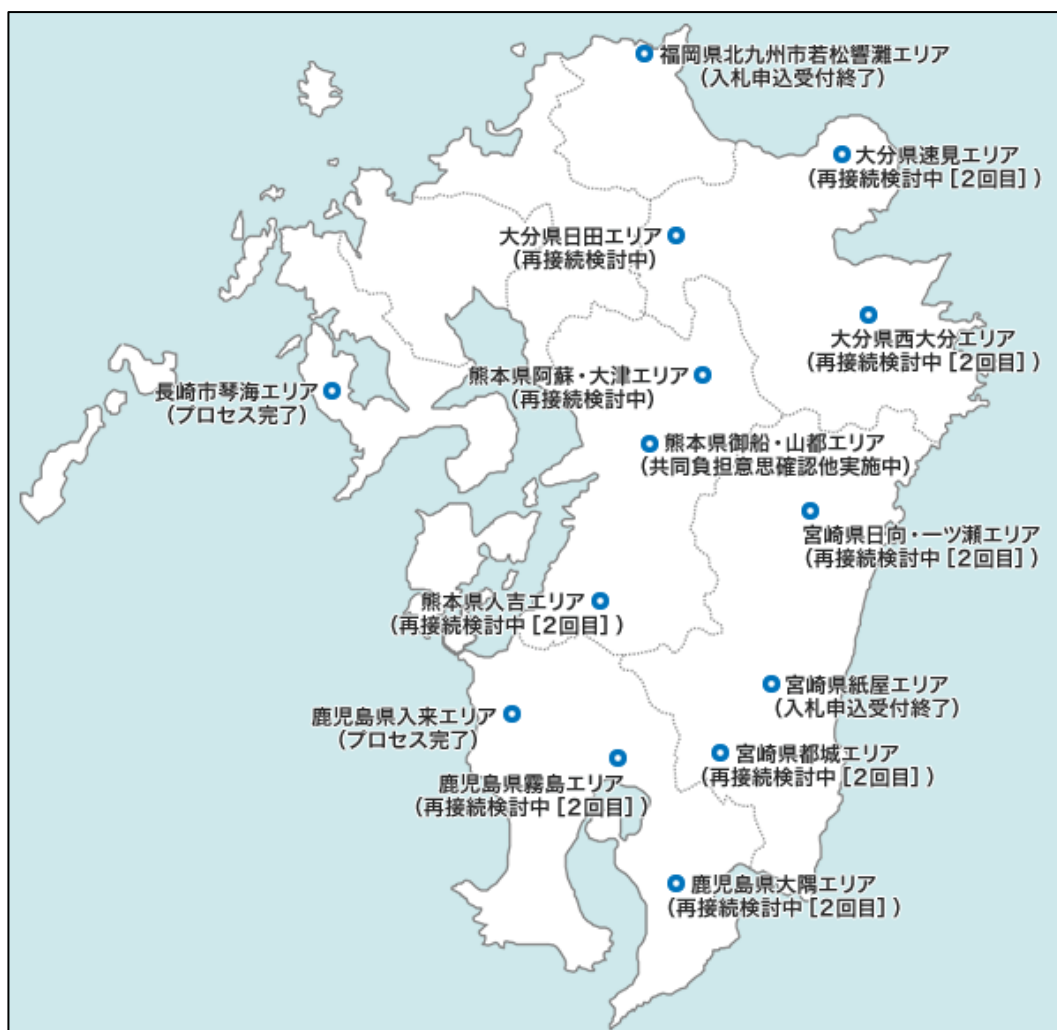 福岡県北九州市若松響灘エリア
（入札申込受付終了）
大分県速見エリア
（再接続検討中［2回目］）
大分県日田エリア
（再接続検討中）
大分県西大分エリア
（再接続検討中［2回目］）
熊本県阿蘇・大津エリア
（再接続検討中）
長崎市琴海エリア
（プロセス完了）
熊本県御船・山都エリア
（共同負担意思確認他実施中）
宮崎県日向・一ツ瀬エリア
（再接続検討中［2回目］）
熊本県人吉エリア
（再接続検討中［2回目］）
宮崎県紙屋エリア
（入札申込受付終了）
鹿児島県入来エリア
（プロセス完了）
宮崎県都城エリア
（再接続検討中［2回目］）
鹿児島県霧島エリア
（再接続検討中［2回目］）
鹿児島県大隅エリア
（再接続検討中［2回目］）